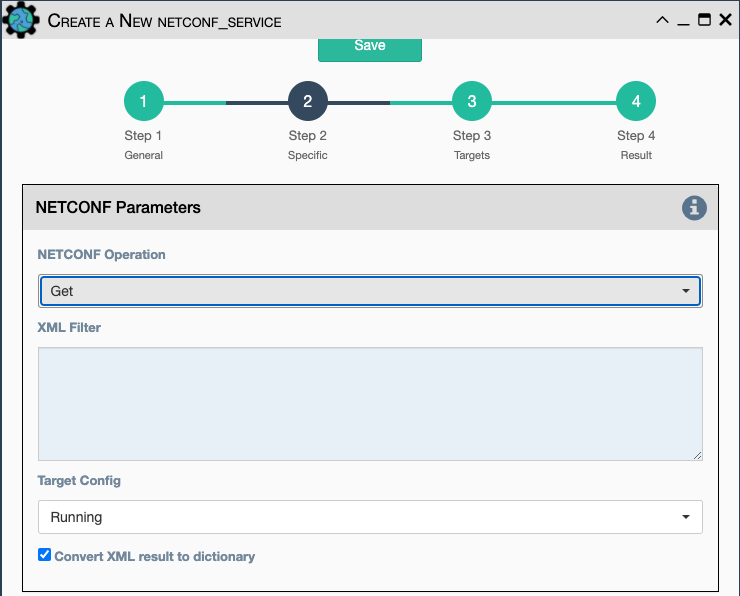 Create a New netconf_service
Save
1 2 3 4
Step 1 Step 2 Step 3 Step 4
General Specific Targets Result
NETCONF Parameters
NETCONF Operation
Get
XML Filter
Target Config
Running
Convert XML result to dictionary